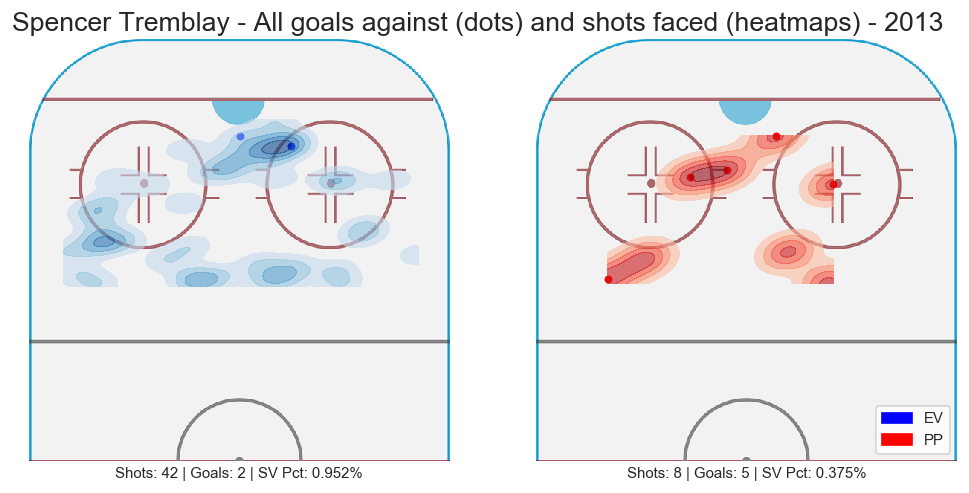 Spencer Tremblay - All goals against (dots) and shots faced (heatmaps) - 2013
EV
PP
Shots: 42 | Goals: 2 | SV Pct: 0.952%
Shots: 8 | Goals: 5 | SV Pct: 0.375%